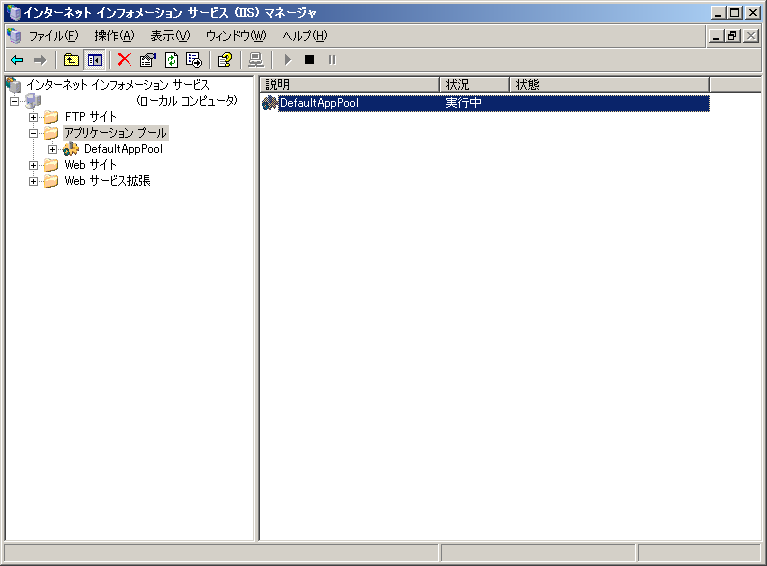 インターネット インフォメーション サービス (IIS) マネージャ
ファイル(F) 操作(A) 表示(V) ウィンドウ(W) ヘルプ(H)
インターネット インフォメーション サービス
(ローカル コンピュータ)
FTP サイト
アプリケーション プール
DefaultAppPool
Web サイト
Web サービス拡張
説明 状況 状態
DefaultAppPool 実行中